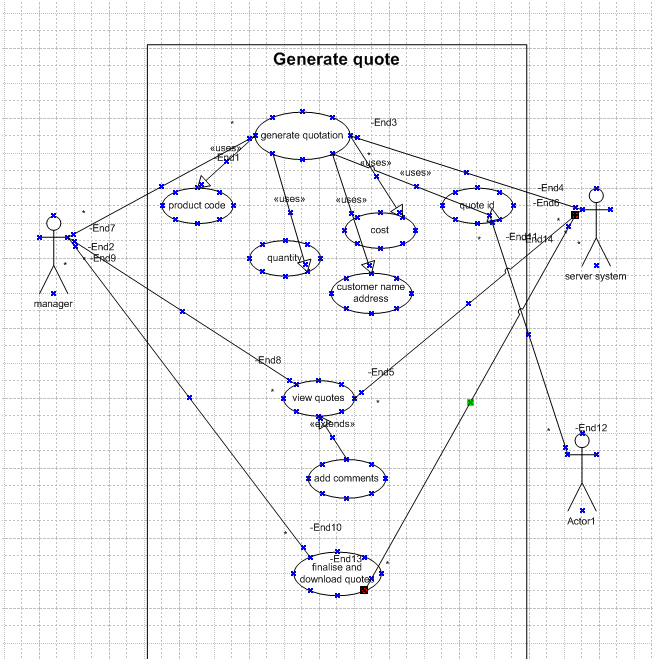 Generate quote
*
-End3
generate quotation
«uses»
-End1
*
«uses»
«uses»
-End4
product code
«uses»
«uses»
quote id
-End6
*
-End7
cost
*
*
-End2
*
-End14
*
*
-End9
quantity
server system
*
customer name
address
manager
-End8
-End5
*
view quotes
*
«extends»
-End12
*
add comments
Actor1
-End10
*
-End13
*
finalise and
download quotes